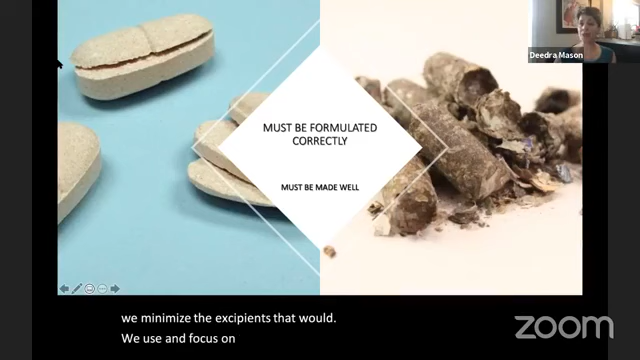 Deedra Mason
MUST BE FORMULATED
CORRECTLY
MUST BE MADE WELL
we minimize the excipients that would.
We use and focus on
zoom